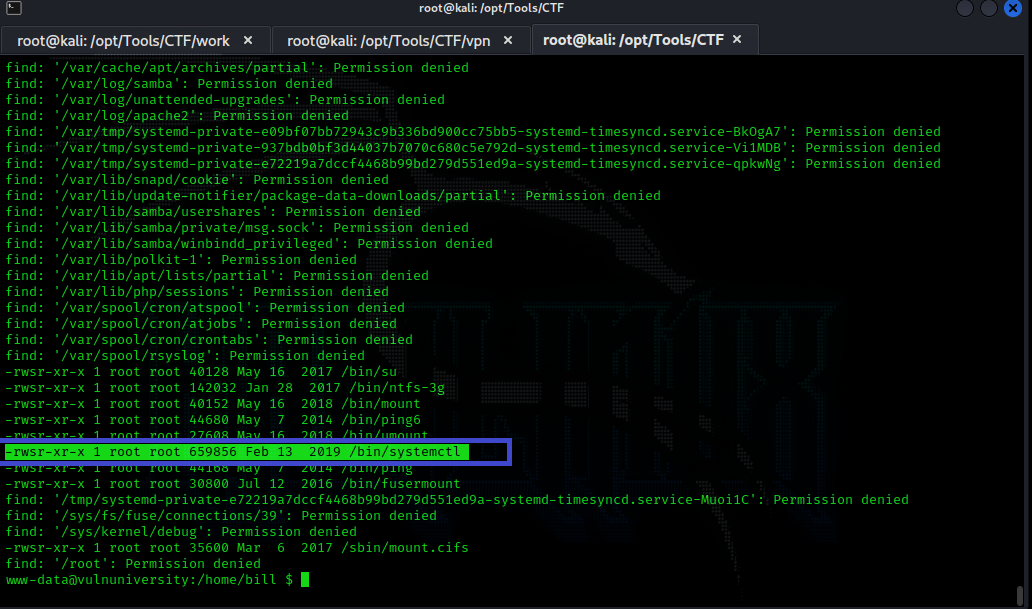 root@kali: /opt/Tools/CTF
root@kali: /opt/Tools/CTF/work × root@kali: /opt/Tools/CTF/vpn × root@kali: /opt/Tools/CTF ×
find: '/var/cache/apt/archives/partial': Permission denied
find: '/var/log/samba': Permission denied
find: '/var/log/unattended-upgrades': Permission denied
find: '/var/log/apache2': Permission denied
find: '/var/tmp/systemd-private-e09bf07bb72943c9b336bd900cc75bb5-systemd-timesyncd.service-BkOgA7': Permission denied
find: '/var/tmp/systemd-private-937bdb0bf3d44037b7070c680c5e792d-systemd-timesyncd.service-Vi1MDB': Permission denied
find: '/var/tmp/systemd-private-e72219a7dccf4468b99bd279d551ed9a-systemd-timesyncd.service-qpkwNg': Permission denied
find: '/var/lib/snapd/cookie': Permission denied
find: '/var/lib/update-notifier/package-data-downloads/partial': Permission denied
find: '/var/lib/samba/usershares': Permission denied
find: '/var/lib/samba/private/msg.sock': Permission denied
find: '/var/lib/samba/winbindd_privileged': Permission denied
find: '/var/lib/polkit-1': Permission denied
find: '/var/lib/apt/lists/partial': Permission denied
find: '/var/lib/php/sessions': Permission denied
find: '/var/spool/cron/atspool': Permission denied
find: '/var/spool/cron/atjobs': Permission denied
find: '/var/spool/cron/crontabs': Permission denied
find: '/var/spool/rsyslog': Permission denied
-rwsr-xr-x 1 root root 40128 May 16  2017 /bin/su
-rwsr-xr-x 1 root root 142032 Jan 28  2017 /bin/ntfs-3g
-rwsr-xr-x 1 root root 40152 May 16  2018 /bin/mount
-rwsr-xr-x 1 root root 44680 May  7  2014 /bin/ping6
-rwsr-xr-x 1 root root 27608 May 16  2018 /bin/umount
-rwsr-xr-x 1 root root 659856 Feb 13  2019 /bin/systemctl
-rwsr-xr-x 1 root root 44168 May  7  2014 /bin/ping
-rwsr-xr-x 1 root root 30800 Jul 12  2016 /bin/fusermount
find: '/tmp/systemd-private-e72219a7dccf4468b99bd279d551ed9a-systemd-timesyncd.service-Muoi1C': Permission denied
find: '/sys/fs/fuse/connections/39': Permission denied
find: '/sys/kernel/debug': Permission denied
-rwsr-xr-x 1 root root 35600 Mar  6  2017 /sbin/mount.cifs
find: '/root': Permission denied
www-data@vulnuniversity:/home/bill $